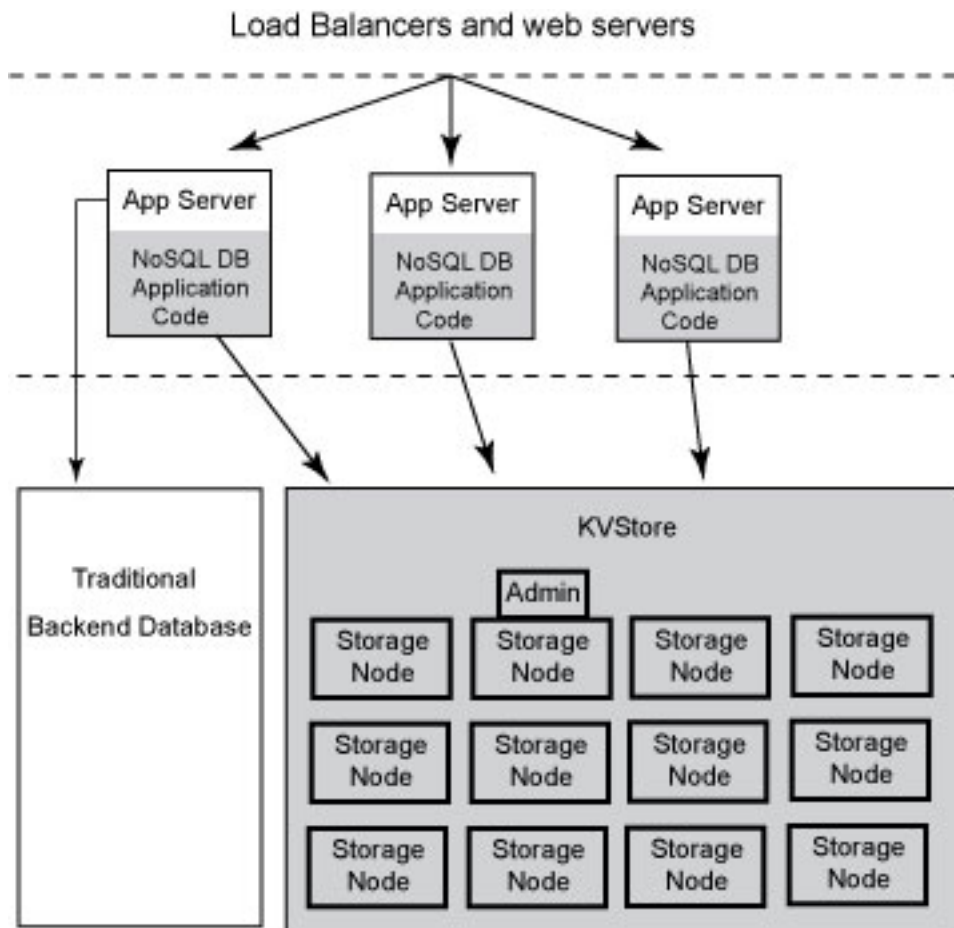 Load Balancers and web servers
App Server
NoSQL DB
Application
Code
App Server
NoSQL DB
Application
Code
App Server
NoSQL DB
Application
Code
Traditional
Backend Database
KVStore
Admin
Storage
Node
Storage
Node
Storage
Node
Storage
Node
Storage
Node
Storage
Node
Storage
Node
Storage
Node
Storage
Node
Storage
Node
Storage
Node
Storage
Node